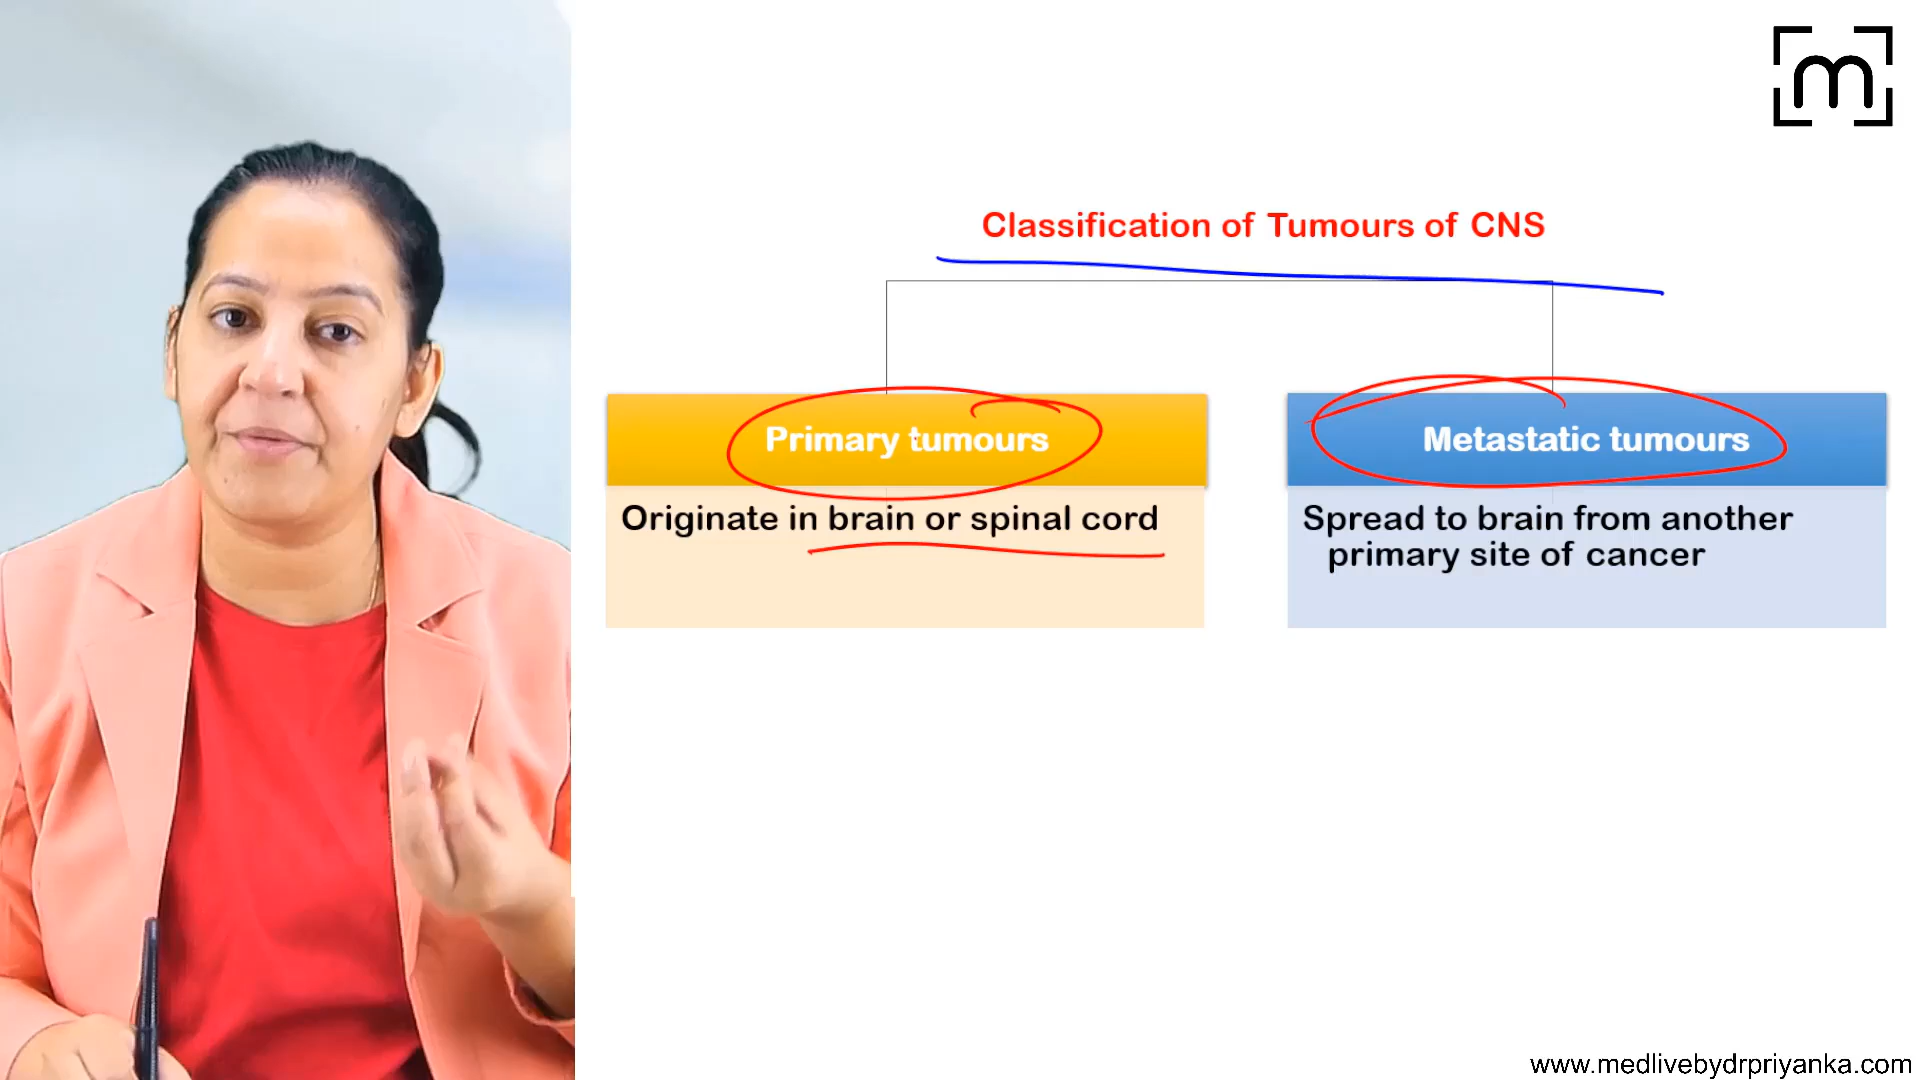 m
Classification of Tumours of CNS
Primary tumours
Originate in brain or spinal cord
Metastatic tumours
Spread to brain from another
primary site of cancer
www.medlivebydrpriyanka.com